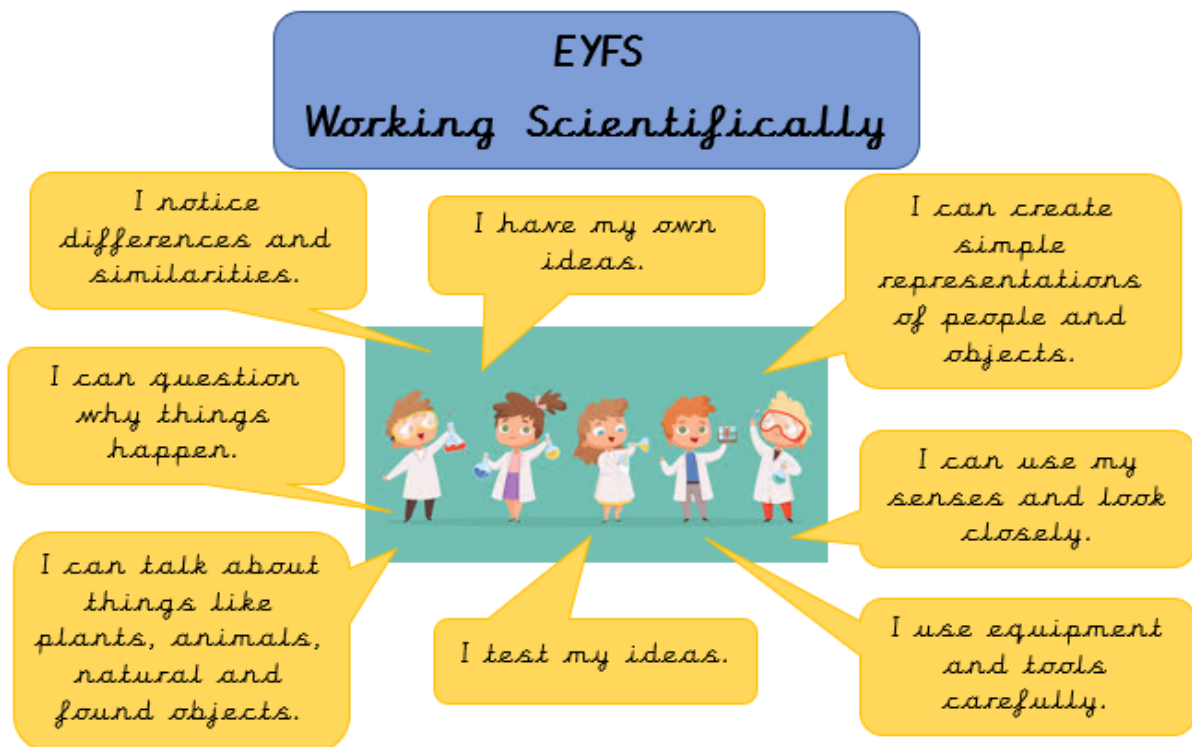 EYFS
Working Scientifically
I notice
differences and
similarities.
I have my own
ideas.
I can create
simple
representations
of people and
objects.
I can question
why things
happen.
I can use my
senses and look
closely.
I can talk about
things like
plants, animals,
natural and
found objects.
I test my ideas.
I use equipment
and tools
carefully.